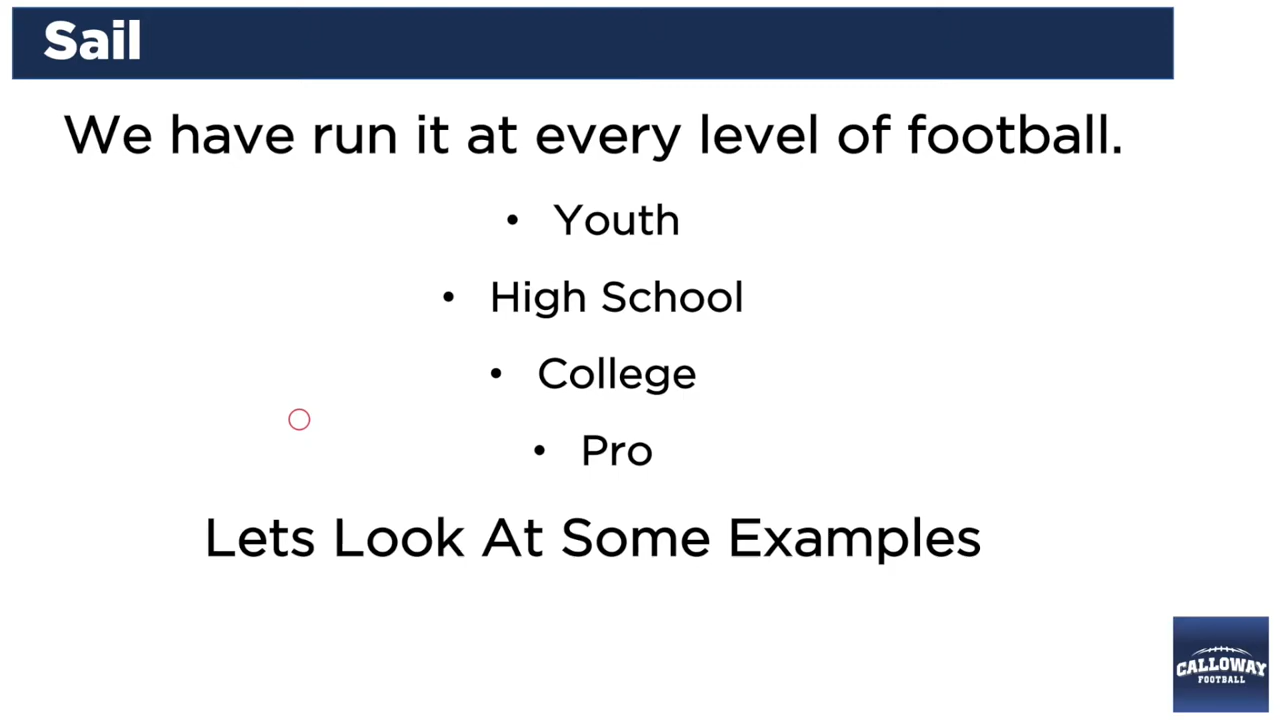 Sail
We have run it at every level of football.
• Youth
• High School
• College
• Pro
Lets Look At Some Examples
CALLOWAY
FOOTBALL